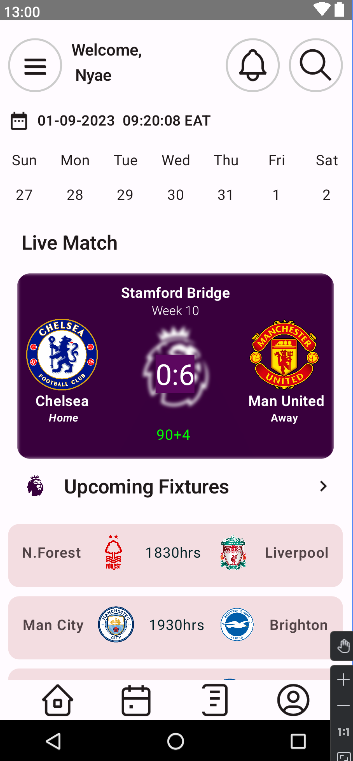 13:00
Welcome,
Nyae
01-09-2023 09:20:08 EAT
Sun Mon Tue Wed Thu Fri Sat
27 28 29 30 31 1 2
Live Match
Stamford Bridge
Week 10
CHELSEA
FOOTBALL CLUB
MANCHESTER
UNITED
0:6
Chelsea
Home
Man United
Away
90+4
Upcoming Fixtures
N.Forest 1830hrs Liverpool
Man City 1930hrs Brighton
1:1